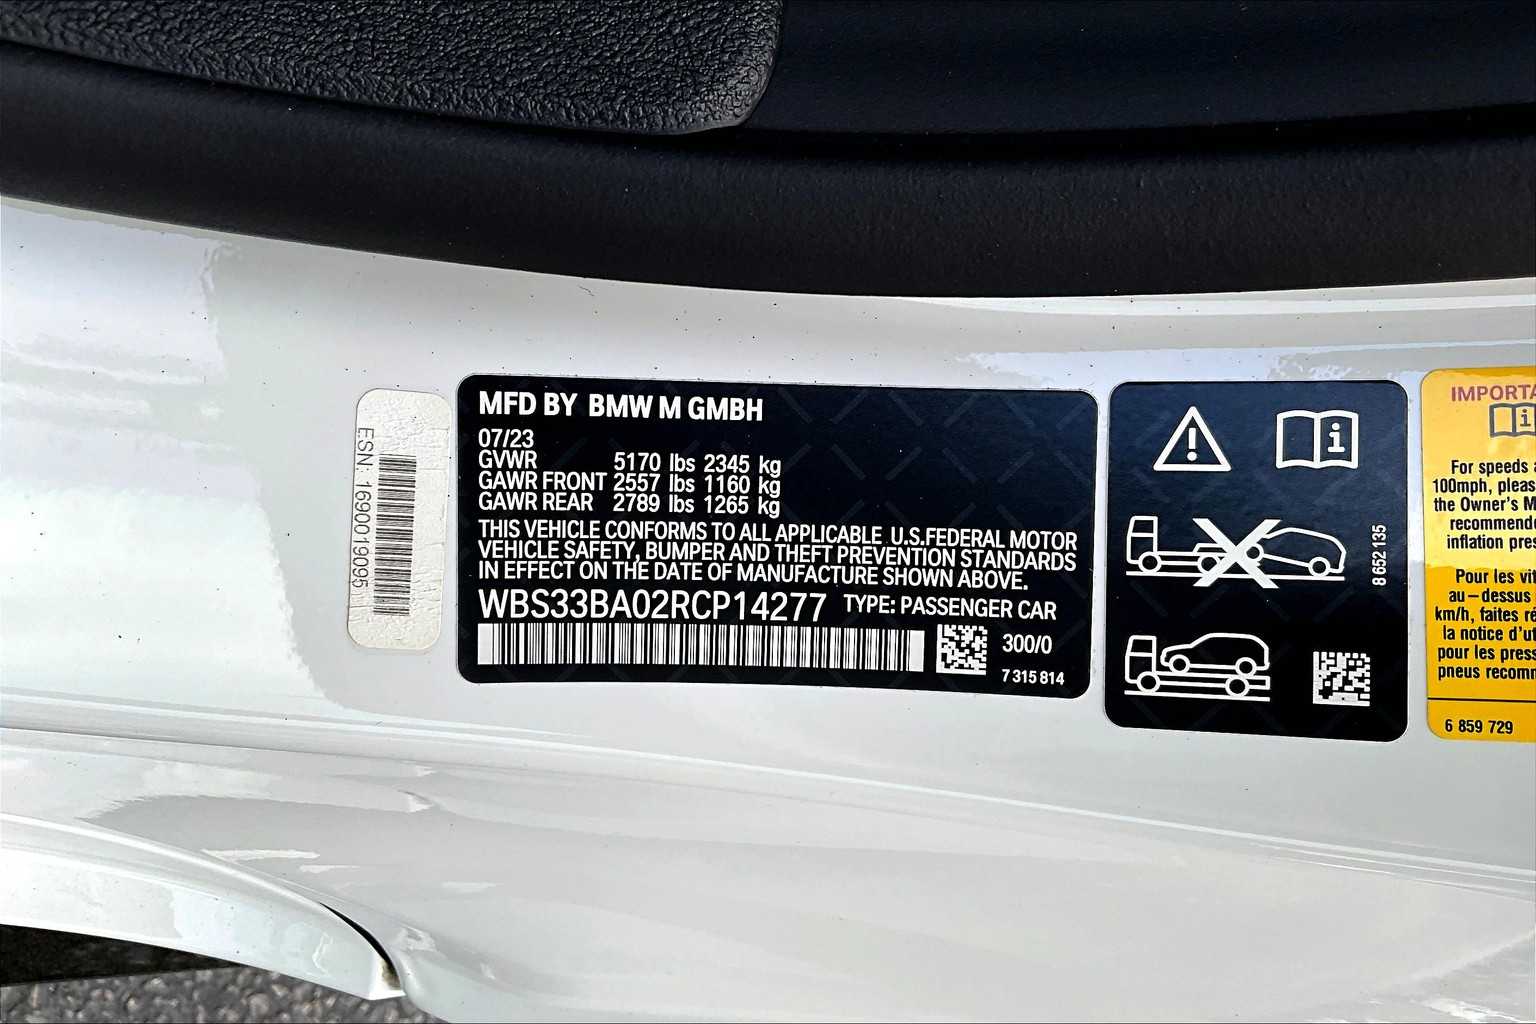 ESN: 1690019095
MFD BY BMW M GMBH
07/23
GVWR 5170 lbs 2345 kg
GAWR FRONT 2557 lbs 1160 kg
GAWR REAR 2789 lbs 1265 kg
THIS VEHICLE CONFORMS TO ALL APPLICABLE U.S.FEDERAL MOTOR
VEHICLE SAFETY, BUMPER AND THEFT PREVENTION STANDARDS
IN EFFECT ON THE DATE OF MANUFACTURE SHOWN ABOVE.
WBS33BA02RCP14277 TYPE: PASSENGER CAR
300/0
7 315 814
8 652 135
IMPORTA
For speeds a
100mph, pleas
the Owner's M
recommende
inflation pres
Pour les vit
au-dessus
km/h, faites ré
la notice d'ut
pour les press
pneus recomm
6 859 729